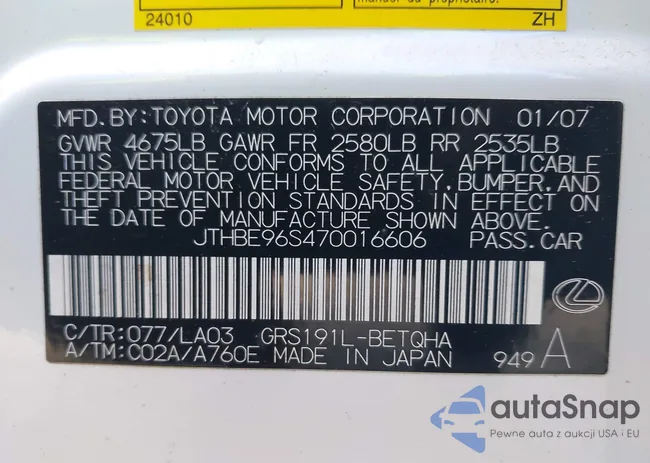 manuel du propriétaire.
24010 ZH
MFD. BY: TOYOTA MOTOR CORPORATION 01/07
GVWR 4675LB GAWR FR 2580LB RR 2535LB
THIS VEHICLE CONFORMS TO ALL APPLICABLE
FEDERAL MOTOR VEHICLE SAFETY, BUMPER, AND
THEFT PREVENTION STANDARDS IN EFFECT ON
THE DATE OF MANUFACTURE SHOWN ABOVE.
JTHBE96S470016606 PASS.CAR
C/TR:077/LA03 GRS191L-BETQHA
A/TM:C02A/A760E MADE IN JAPAN 949 A
autoSnap
Pewne auta z aukcji USA i EU